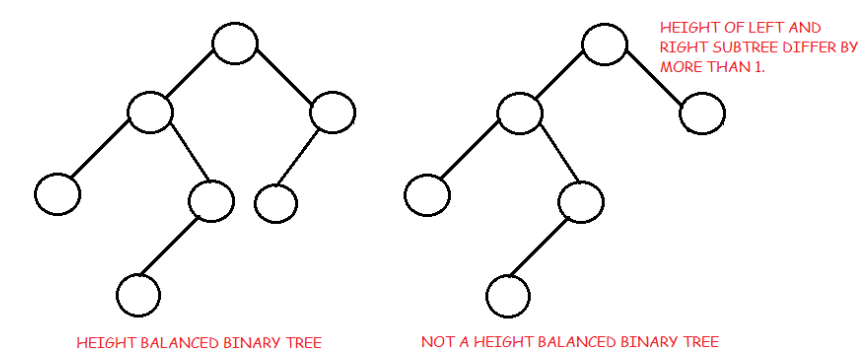 HEIGHT OF LEFT AND
RIGHT SUBTREE DIFFER BY
MORE THAN 1.
HEIGHT BALANCED BINARY TREE
NOT A HEIGHT BALANCED BINARY TREE